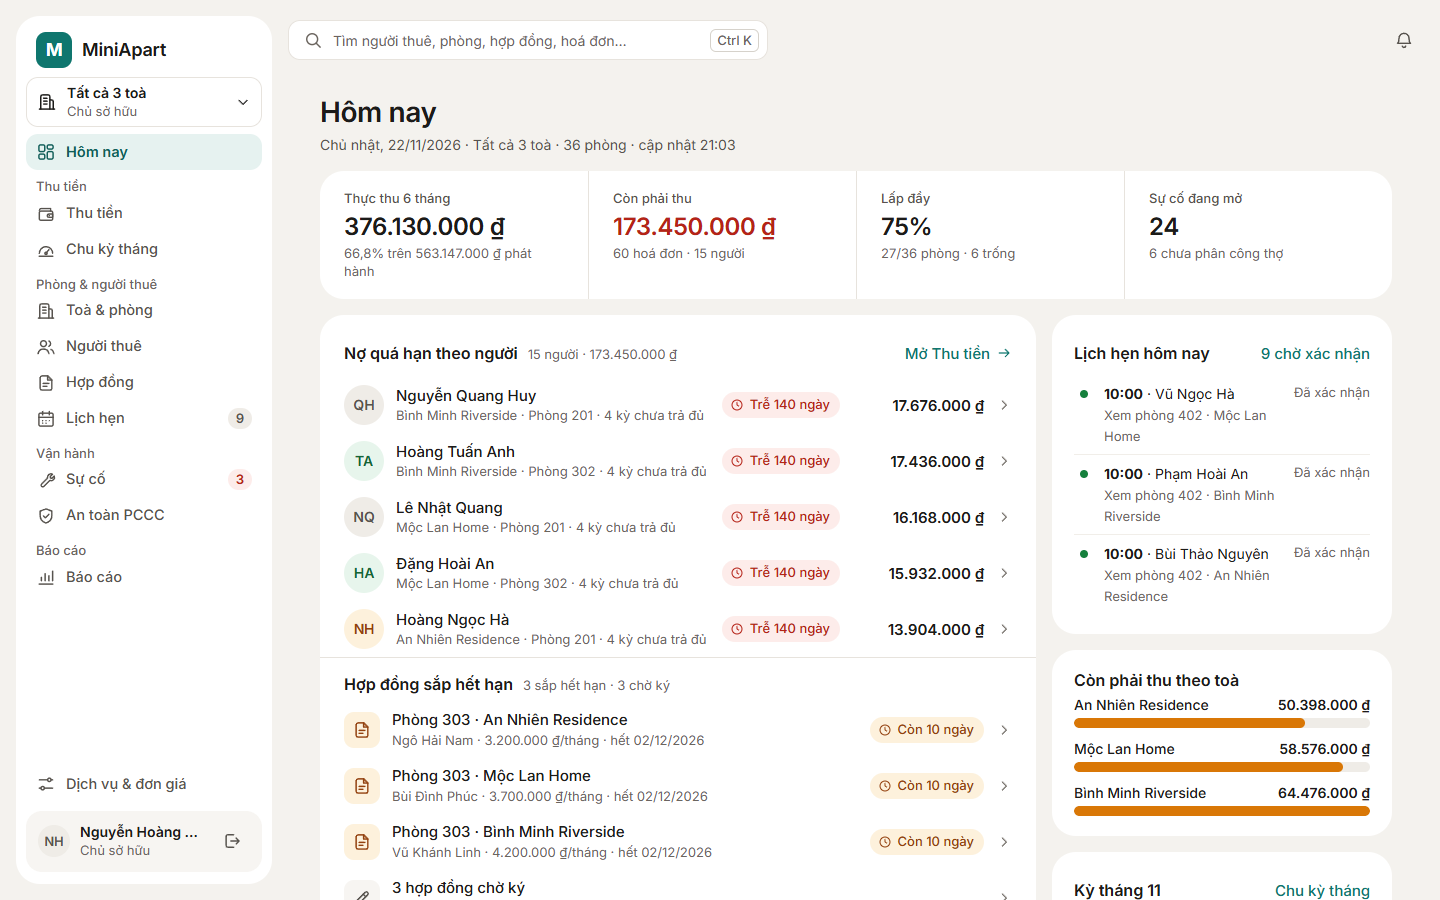 M MiniApart
Tất cả 3 toà
Chủ sở hữu
Hôm nay
Thu tiền
Thu tiền
Chu kỳ tháng
Phòng & người thuê
Toà & phòng
Người thuê
Hợp đồng
Lịch hẹn 9
Vận hành
Sự cố 3
An toàn PCCC
Báo cáo
Báo cáo
Dịch vụ & đơn giá
NH Nguyễn Hoàng ...
Chủ sở hữu
Tìm người thuê, phòng, hợp đồng, hoá đơn... Ctrl K
Hôm nay
Chủ nhật, 22/11/2026 · Tất cả 3 toà · 36 phòng · cập nhật 21:03
Thực thu 6 tháng
376.130.000 ₫
66,8% trên 563.147.000 ₫ phát
hành
Còn phải thu
173.450.000 ₫
60 hoá đơn · 15 người
Lấp đầy
75%
27/36 phòng · 6 trống
Sự cố đang mở
24
6 chưa phân công thợ
Nợ quá hạn theo người 15 người · 173.450.000 ₫ Mở Thu tiền →
QH Nguyễn Quang Huy
Bình Minh Riverside · Phòng 201 · 4 kỳ chưa trả đủ
Trễ 140 ngày 17.676.000 ₫
TA Hoàng Tuấn Anh
Bình Minh Riverside · Phòng 302 · 4 kỳ chưa trả đủ
Trễ 140 ngày 17.436.000 ₫
NQ Lê Nhật Quang
Mộc Lan Home · Phòng 201 · 4 kỳ chưa trả đủ
Trễ 140 ngày 16.168.000 ₫
HA Đặng Hoài An
Mộc Lan Home · Phòng 302 · 4 kỳ chưa trả đủ
Trễ 140 ngày 15.932.000 ₫
NH Hoàng Ngọc Hà
An Nhiên Residence · Phòng 201 · 4 kỳ chưa trả đủ
Trễ 140 ngày 13.904.000 ₫
Hợp đồng sắp hết hạn 3 sắp hết hạn · 3 chờ ký
Phòng 303 · An Nhiên Residence
Ngô Hải Nam · 3.200.000 ₫/tháng · hết 02/12/2026
Còn 10 ngày
Phòng 303 · Mộc Lan Home
Bùi Đình Phúc · 3.700.000 ₫/tháng · hết 02/12/2026
Còn 10 ngày
Phòng 303 · Bình Minh Riverside
Vũ Khánh Linh · 4.200.000 ₫/tháng · hết 02/12/2026
Còn 10 ngày
3 hợp đồng chờ ký
Lịch hẹn hôm nay 9 chờ xác nhận
10:00 · Vũ Ngọc Hà Đã xác nhận
Xem phòng 402 · Mộc Lan
Home
10:00 · Phạm Hoài An Đã xác nhận
Xem phòng 402 · Bình Minh
Riverside
10:00 · Bùi Thảo Nguyên Đã xác nhận
Xem phòng 402 · An Nhiên
Residence
Còn phải thu theo toà
An Nhiên Residence 50.398.000 ₫
Mộc Lan Home 58.576.000 ₫
Bình Minh Riverside 64.476.000 ₫
Kỳ tháng 11 Chu kỳ tháng